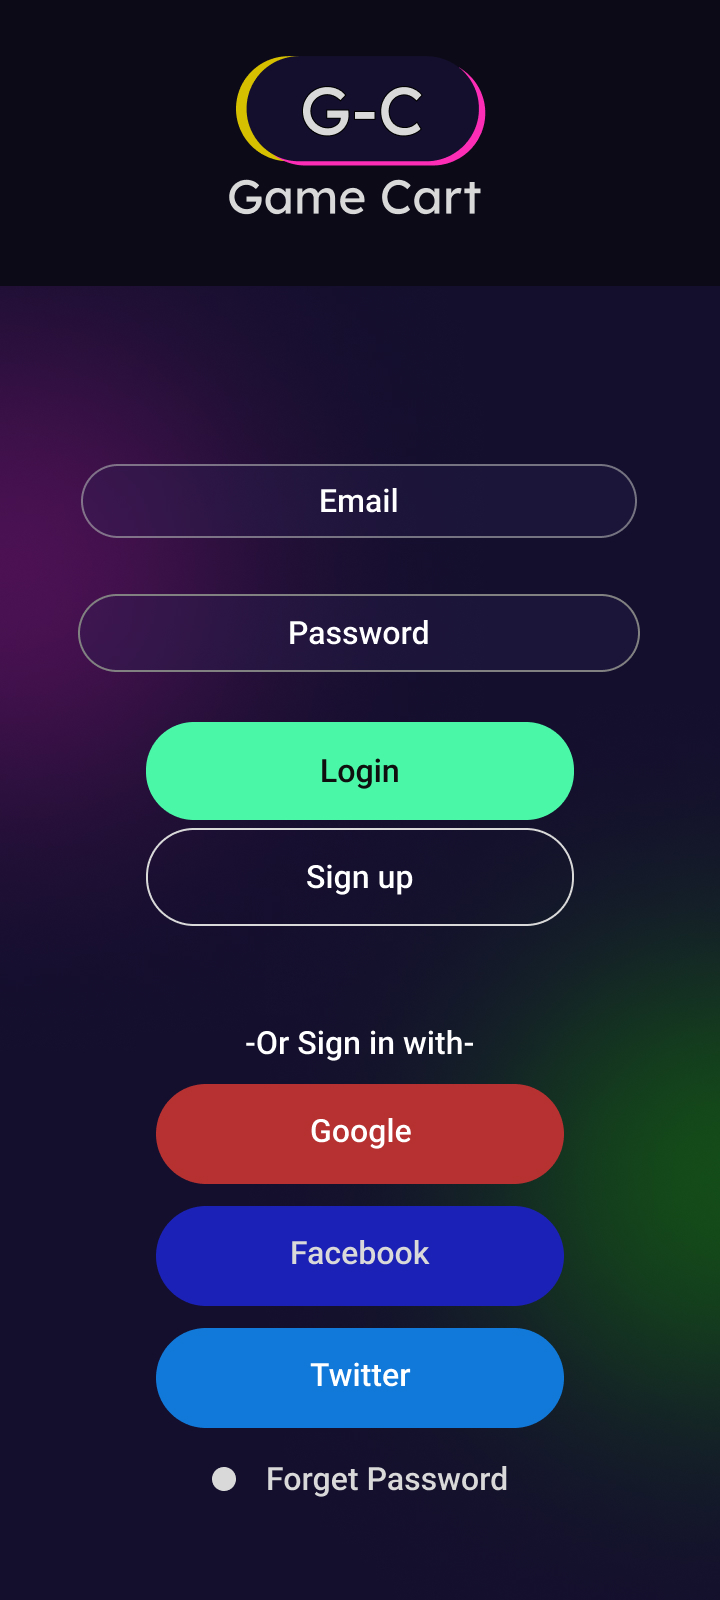 G-C
Game Cart
Email
Password
Login
Sign up
-Or Sign in with-
Google
Facebook
Twitter
Forget Password